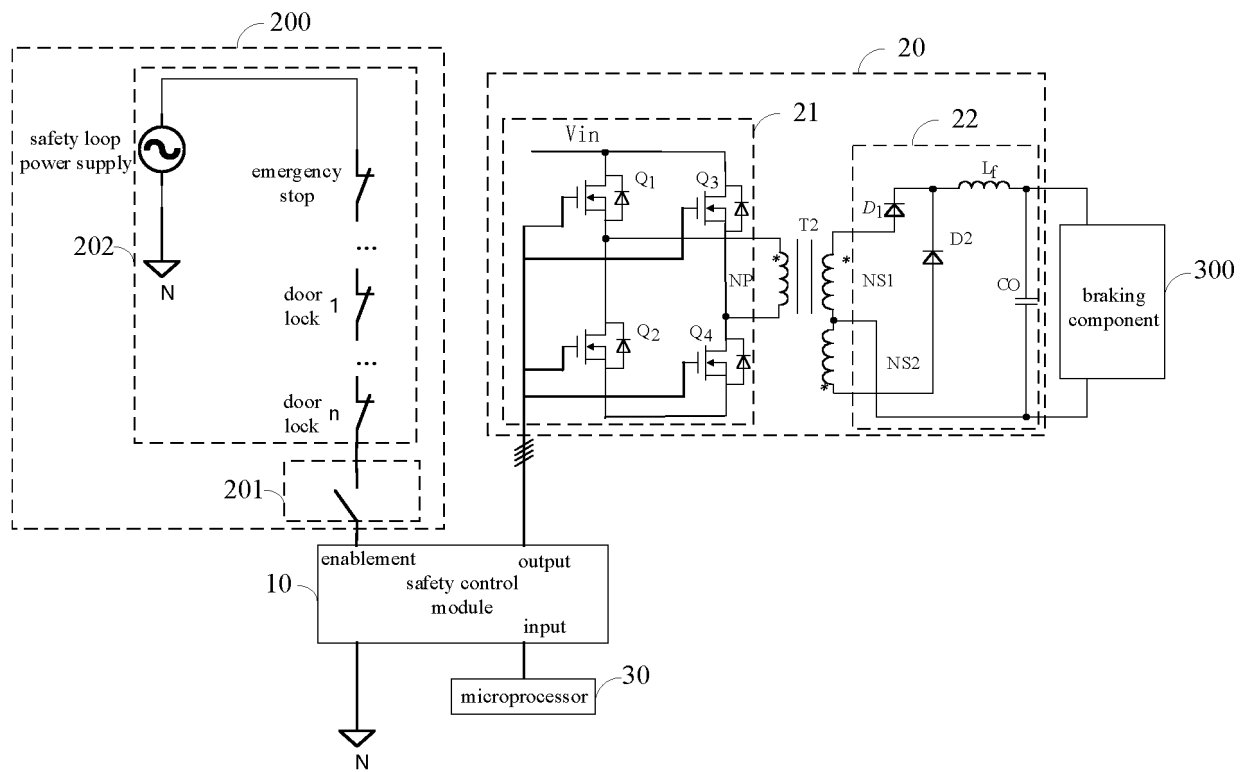 200
20
21
22
Vin
safety loop
power supply
emergency
stop
Q1
Q3
T2
D1
Lf
D2
202
...
N
door
lock 1
NP
*
*
NS1
CO
300
braking
component
Q2
Q4
...
NS2
*
door
lock n
201
enablement
output
10
safety control
module
input
30
microprocessor
N